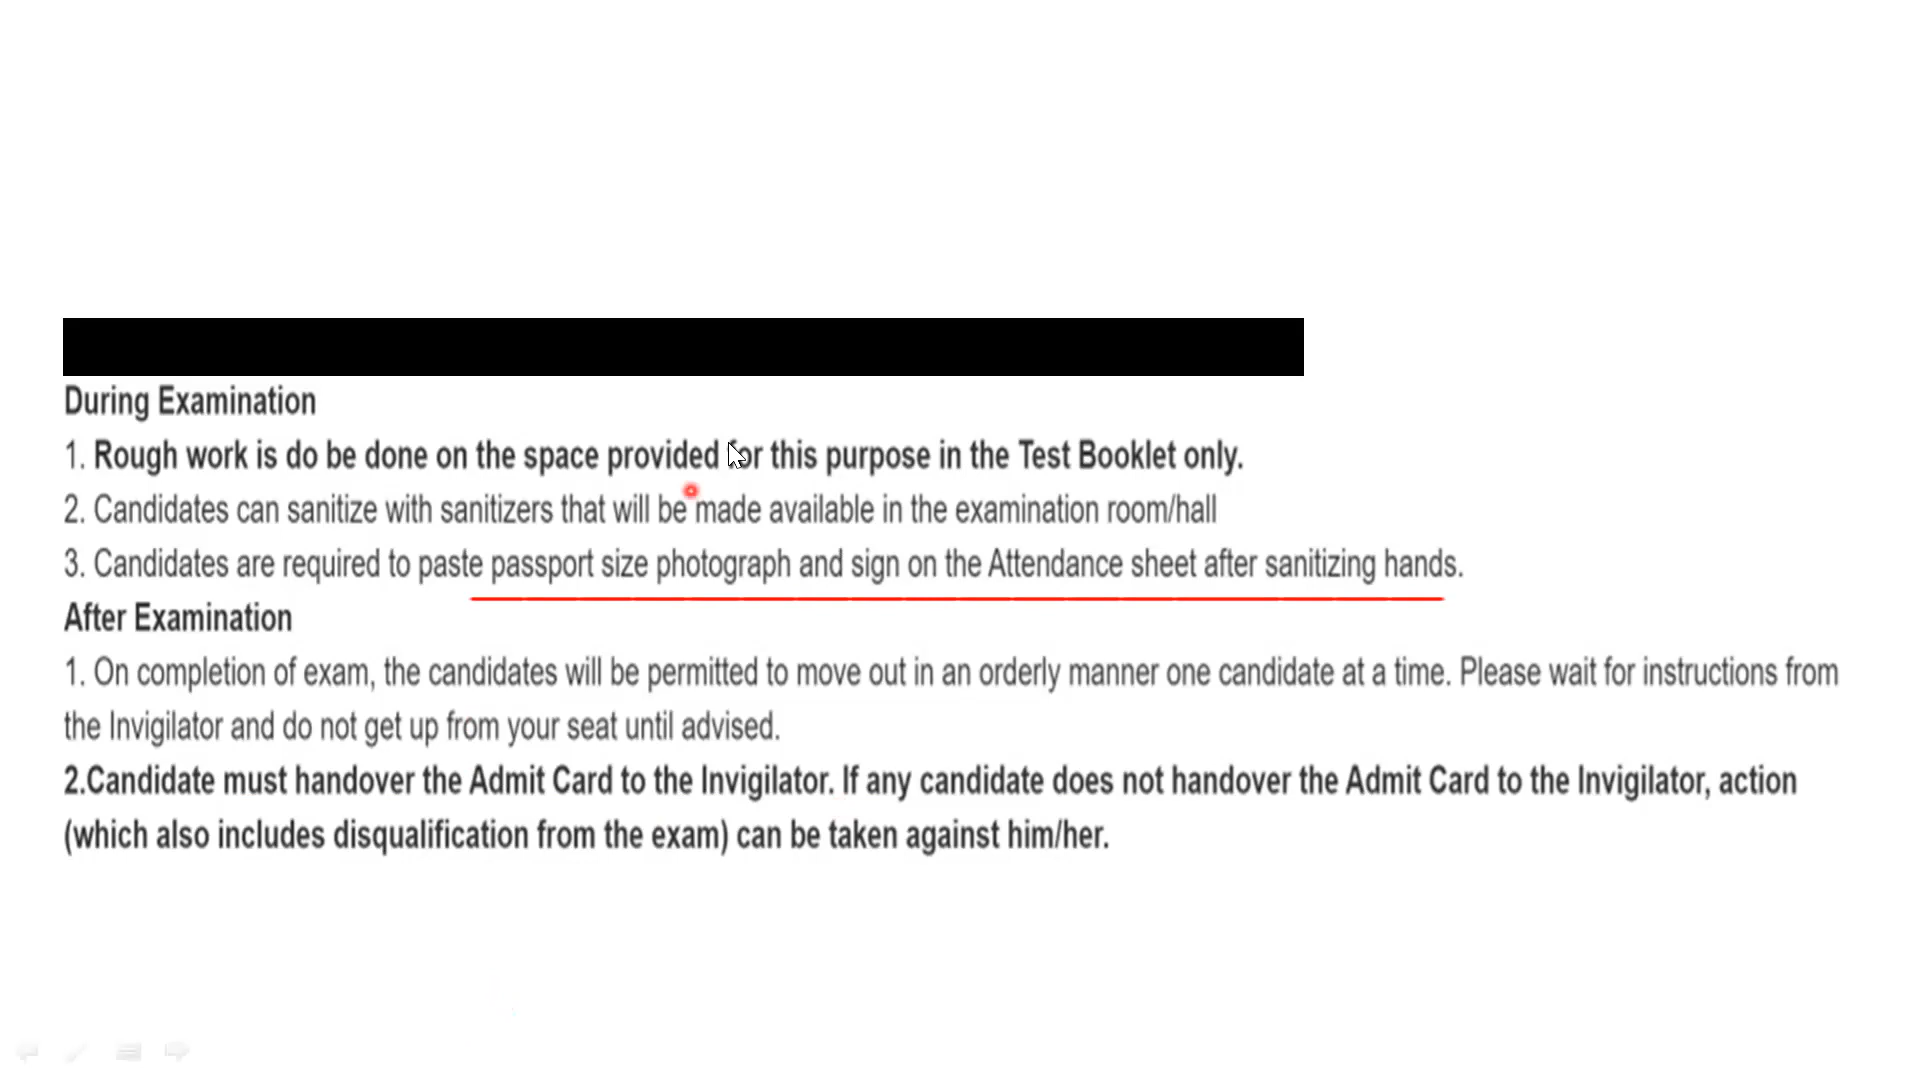 During Examination
1. Rough work is do be done on the space provided for this purpose in the Test Booklet only.
2. Candidates can sanitize with sanitizers that will be made available in the examination room/hall
3. Candidates are required to paste passport size photograph and sign on the Attendance sheet after sanitizing hands.
After Examination
1. On completion of exam, the candidates will be permitted to move out in an orderly manner one candidate at a time. Please wait for instructions from
the Invigilator and do not get up from your seat until advised.
2.Candidate must handover the Admit Card to the Invigilator. If any candidate does not handover the Admit Card to the Invigilator, action
(which also includes disqualification from the exam) can be taken against him/her.